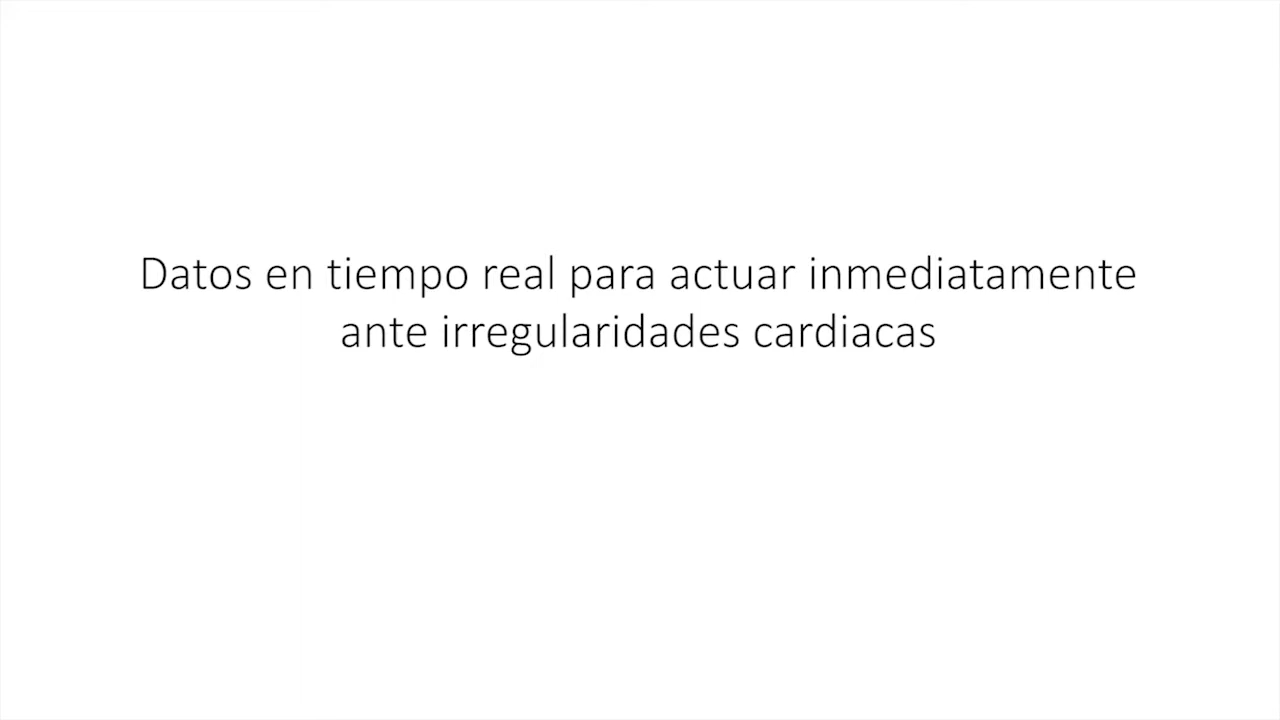 Datos en tiempo real para actuar inmediatamente
ante irregularidades cardiacas